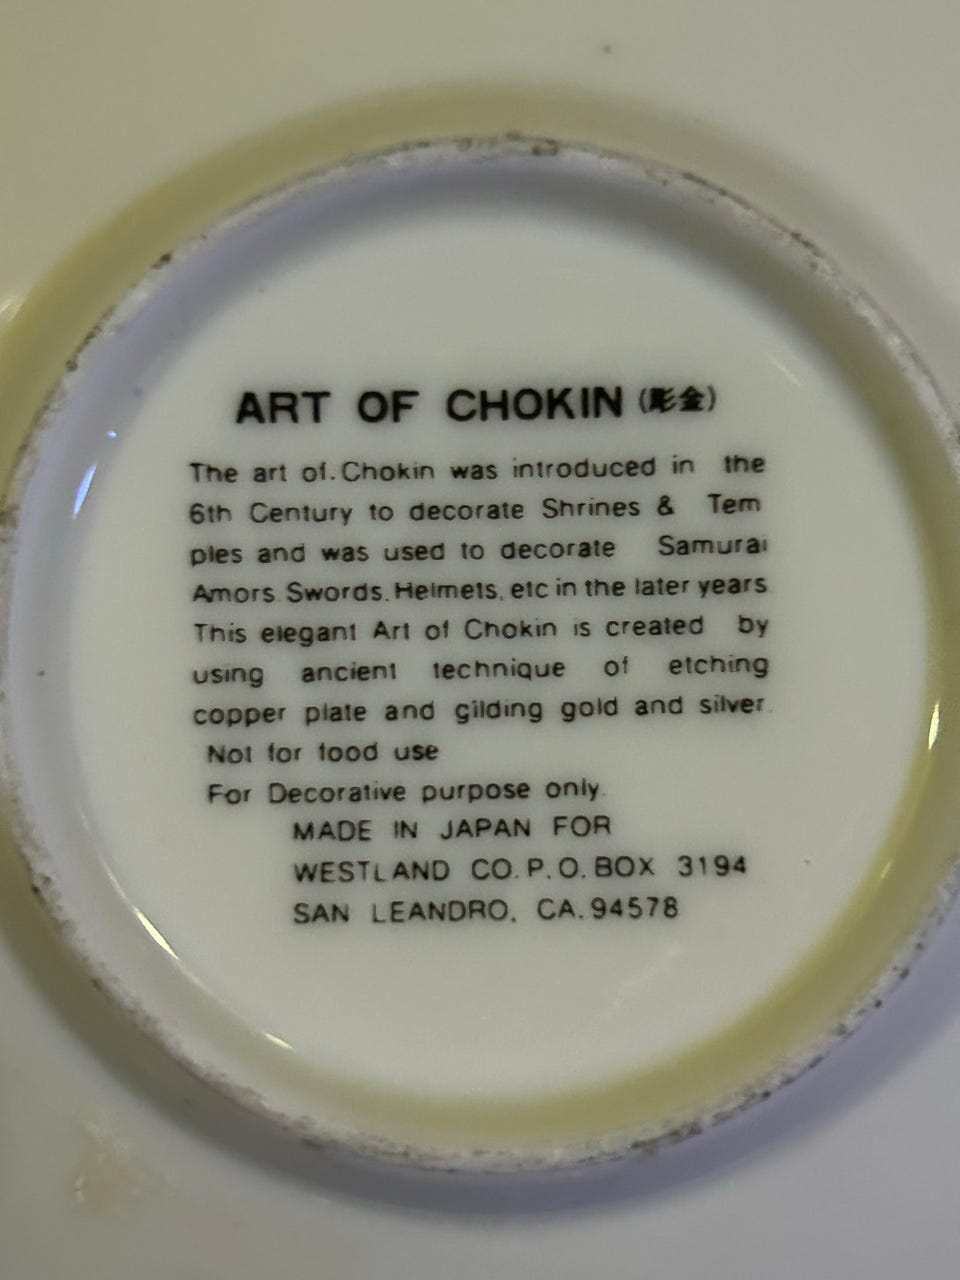 ART OF CHOKIN (彫金)
The art of.Chokin was introduced in the
6th Century to decorate Shrines & Tem
ples and was used to decorate Samurai
Amors. Swords. Helmets, etc in the later years
This elegant Art of Chokin is created by
using ancient technique of etching
copper plate and gilding gold and silver.
Not for food use
For Decorative purpose only.
MADE IN JAPAN FOR
WESTLAND CO. P. O. BOX 3194
SAN LEANDRO, CA. 94578